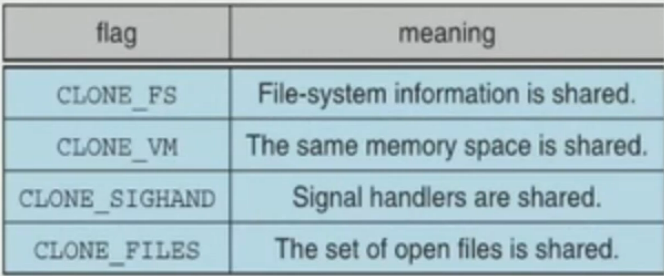 flag meaning
CLONE_FS File-system information is shared.
CLONE_VM The same memory space is shared.
CLONE_SIGHAND Signal handlers are shared.
CLONE_FILES The set of open files is shared.